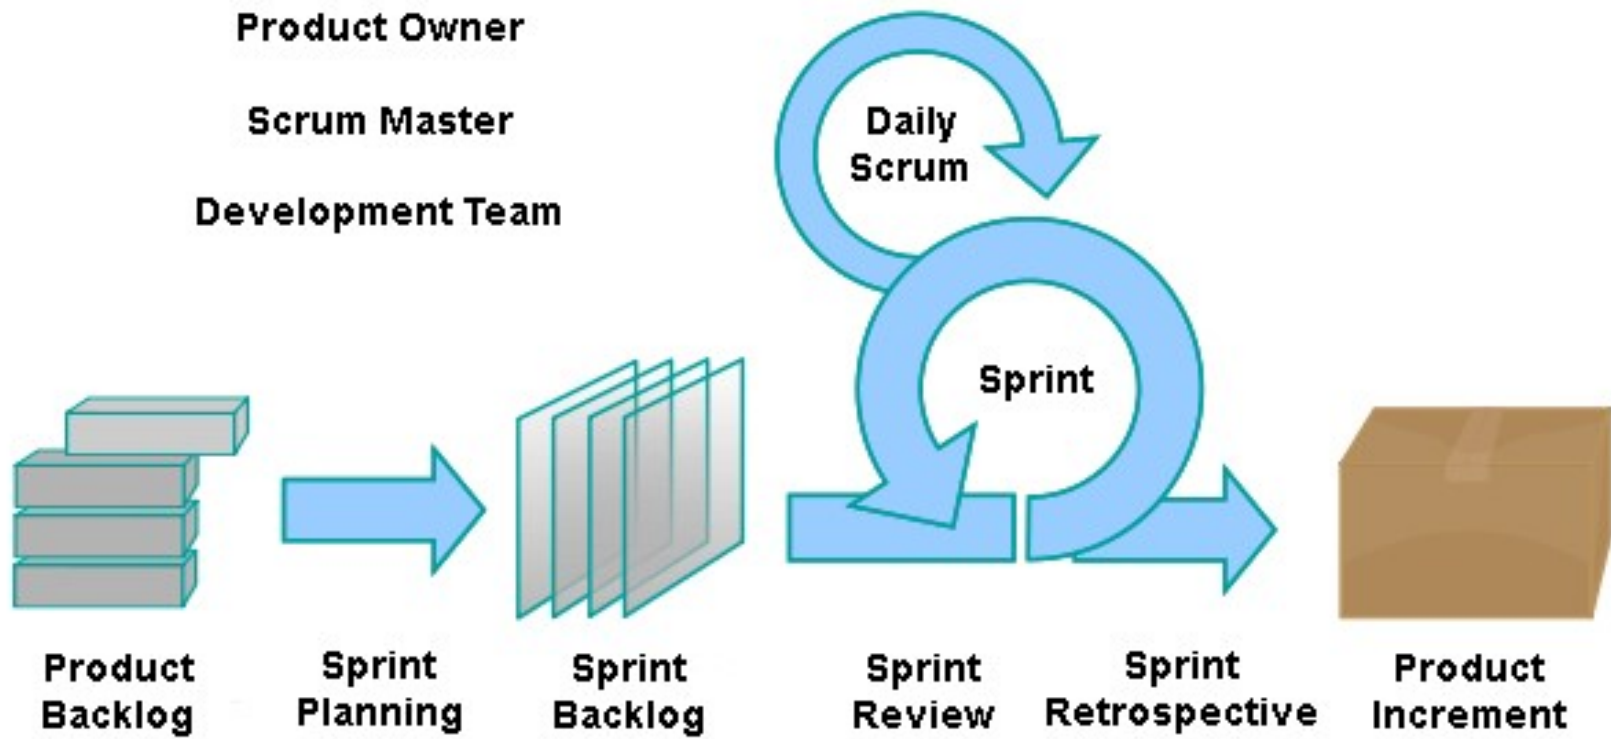 Product Owner
Scrum Master
Development Team
Daily
Scrum
Sprint
Product
Backlog
Sprint
Planning
Sprint
Backlog
Sprint
Review
Sprint
Retrospective
Product
Increment